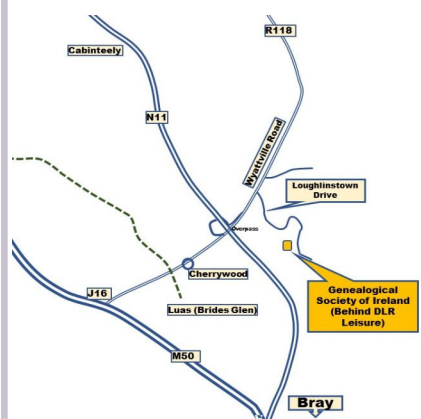 R118
Cabinteely
N11
Wyattville Road
Loughlinstown
Drive
Overpass
Cherrywood
Genealogical
Society of Ireland
(Behind DLR
Leisure)
J16
Luas (Brides Glen)
M50
Bray